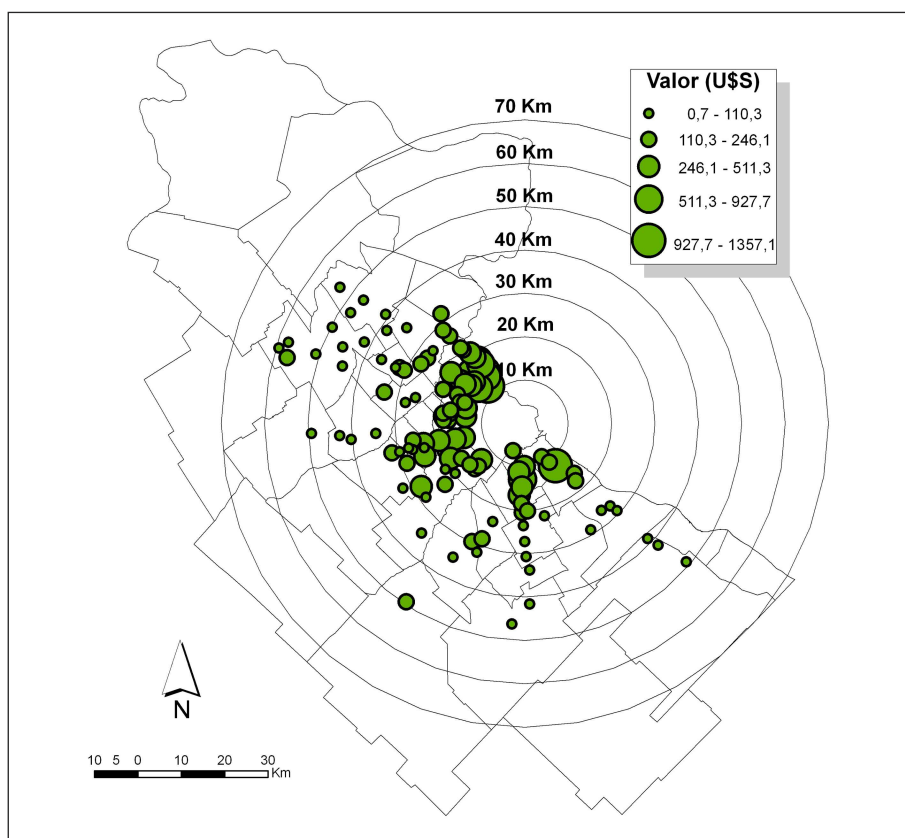 Valor (U$S)
0,7 - 110,3
110,3 - 246,1
246,1 - 511,3
511,3 - 927,7
927,7 - 1357,1
70 Km
60 Km
50 Km
40 Km
30 Km
20 Km
10 Km
N
10 5 0 10 20 30
Km